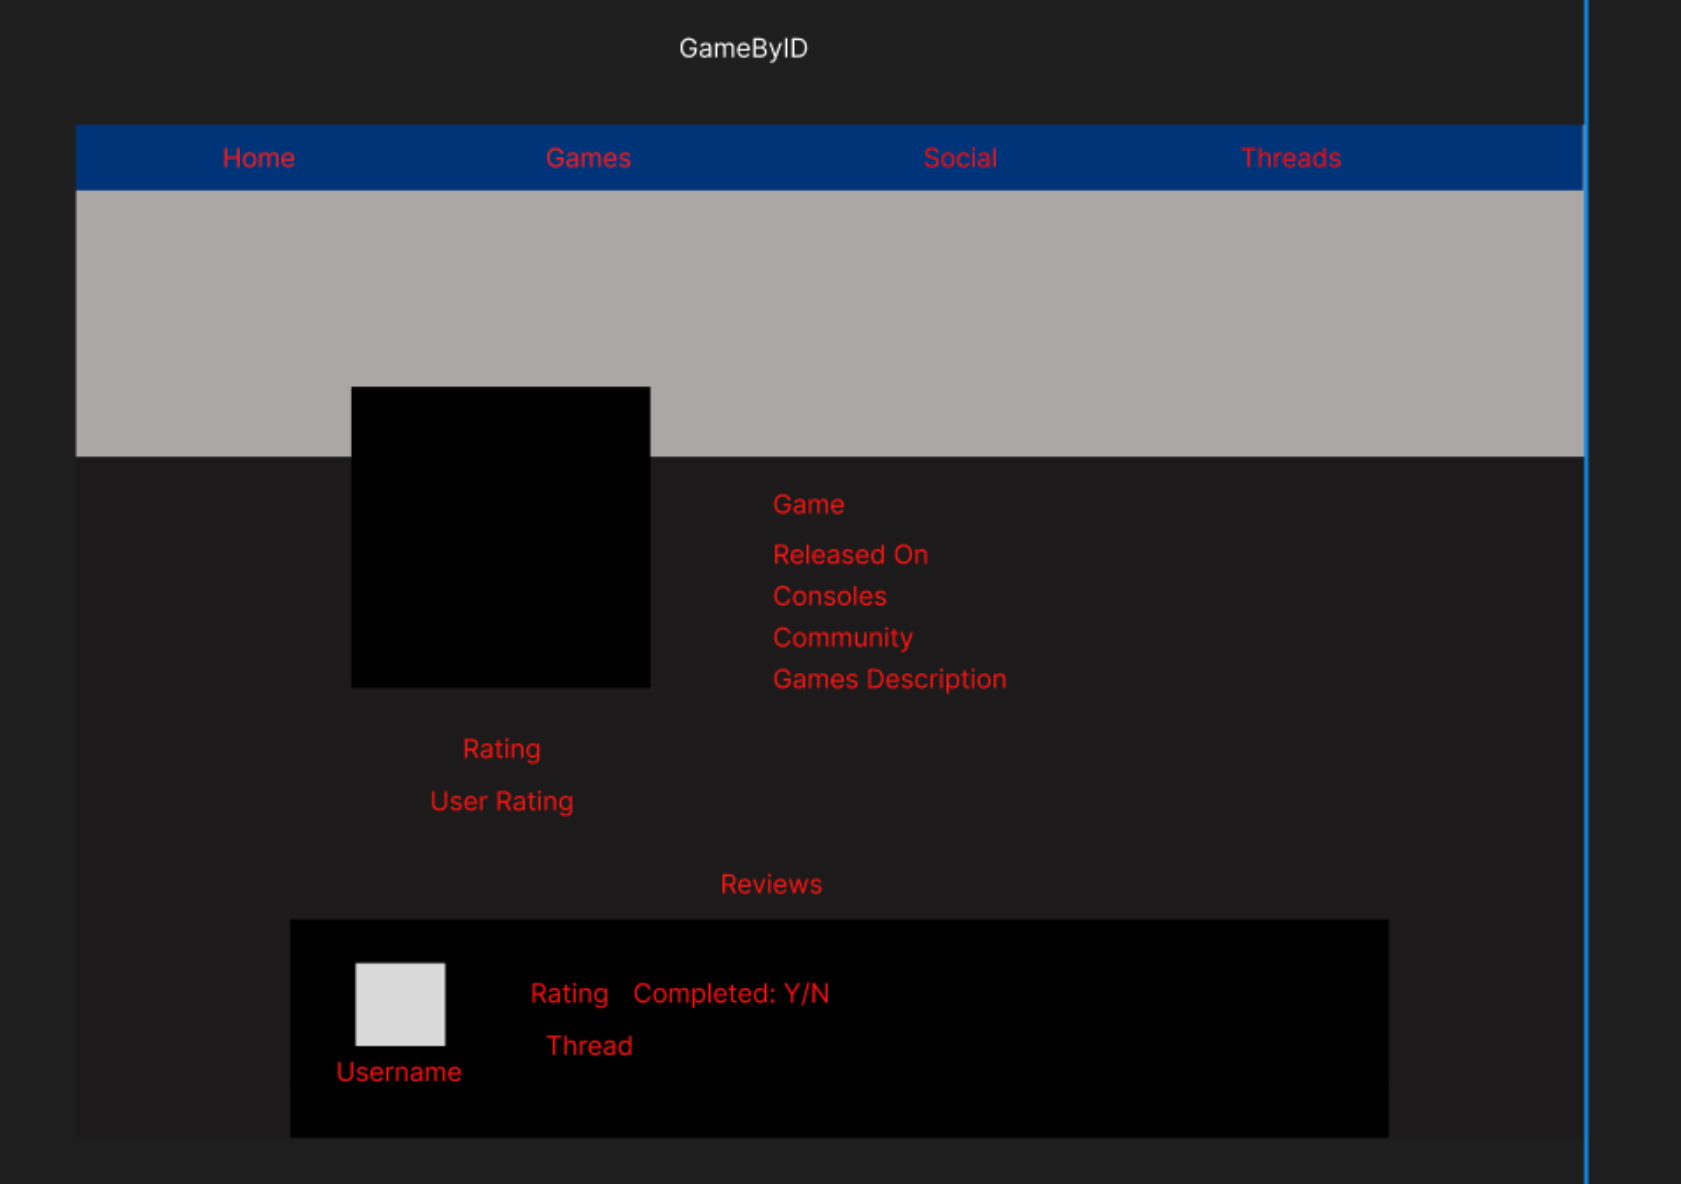 GameByID
Home Games Social Threads
Game
Released On
Consoles
Community
Games Description
Rating
User Rating
Reviews
Rating Completed: Y/N
Thread
Username